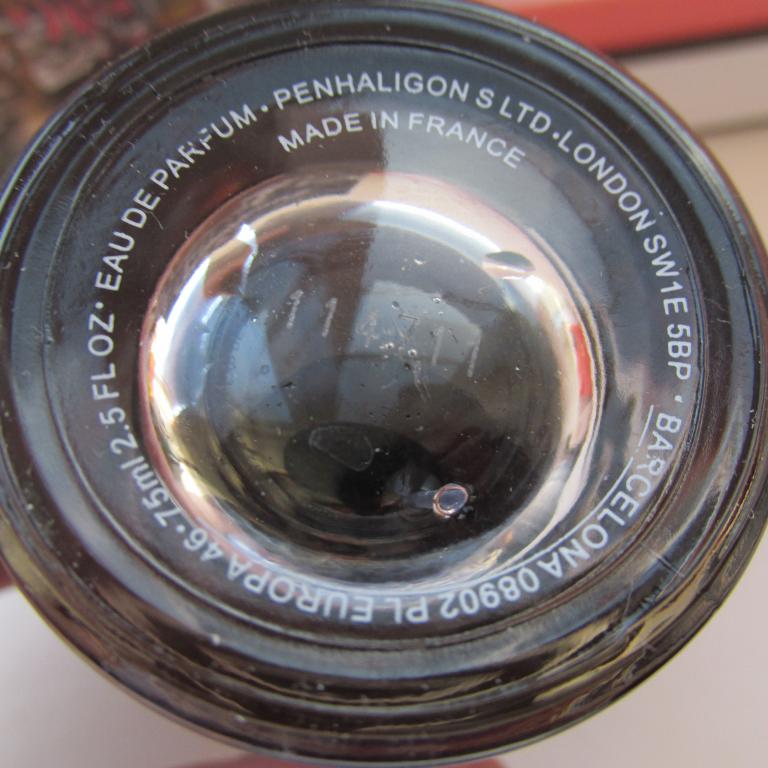 EAU DE PARFUM • PENHALIGON S LTD • LONDON SW1E 5BP • BARCELONA 08902 PL EUROPA 46 • 75ml 2.5 FL OZ •
MADE IN FRANCE